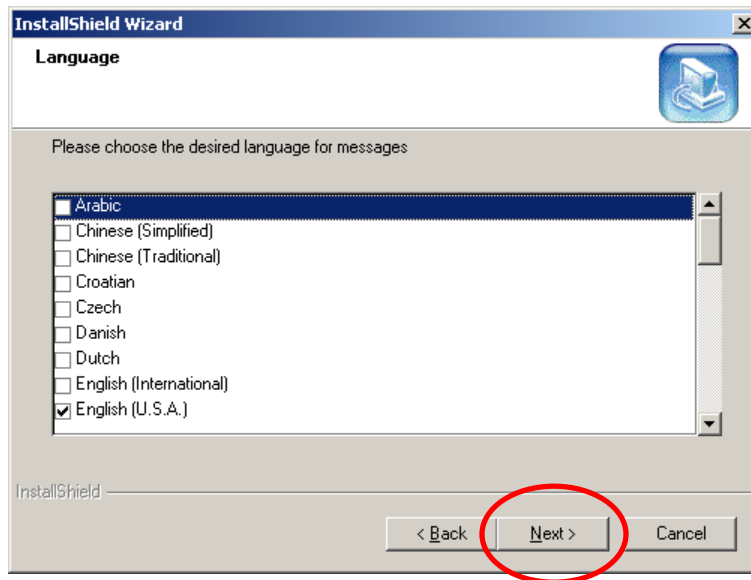 InstallShield Wizard
Language
Please choose the desired language for messages
Arabic
Chinese (Simplified)
Chinese (Traditional)
Croatian
Czech
Danish
Dutch
English (International)
English (U.S.A.)
InstallShield
< Back Next > Cancel